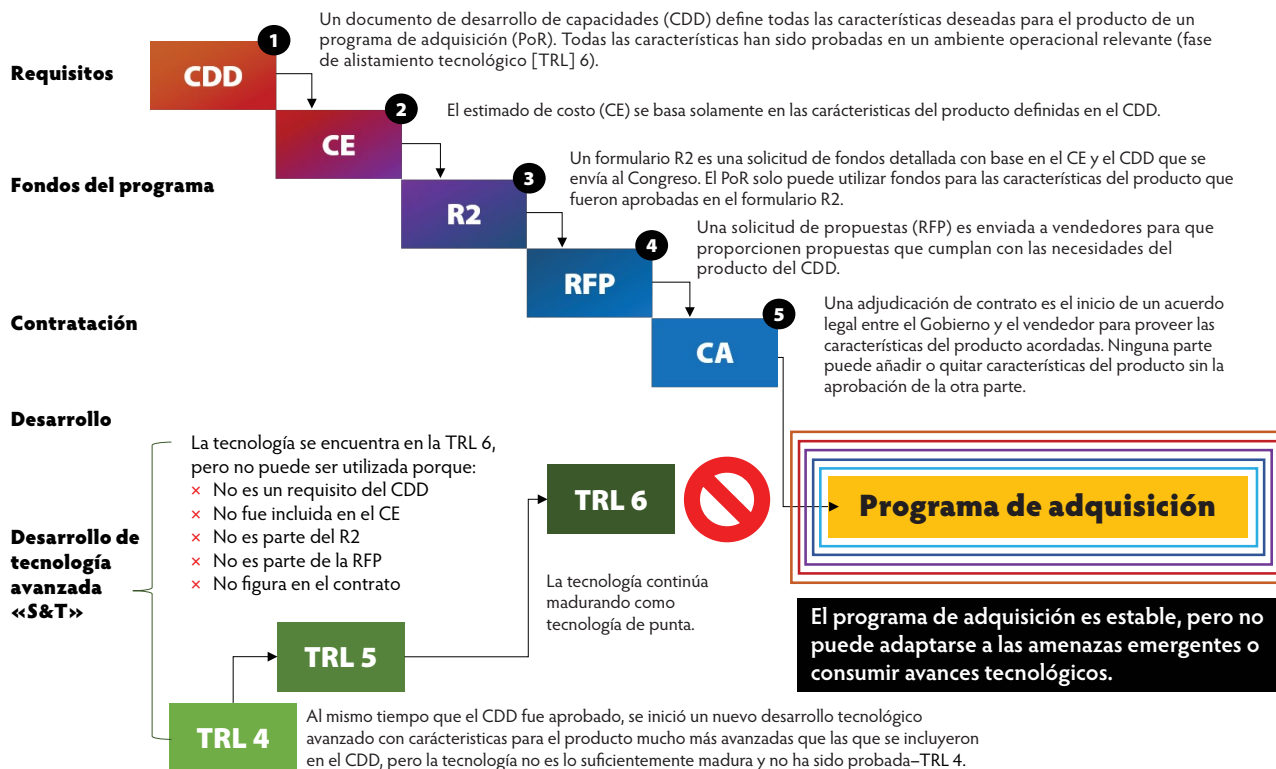 Un documento de desarrollo de capacidades (CDD) define todas las características deseadas para el producto de un
programa de adquisición (PoR). Todas las características han sido probadas en un ambiente operacional relevante (fase
de alistamiento tecnológico [TRL] 6).
1
Requisitos
CDD
2
El estimado de costo (CE) se basa solamente en las carácteristicas del producto definidas en el CDD.
CE
Un formulario R2 es una solicitud de fondos detallada con base en el CE y el CDD que se
envía al Congreso. El PoR solo puede utilizar fondos para las características del producto que
fueron aprobadas en el formulario R2.
3
Fondos del programa
R2
Una solicitud de propuestas (RFP) es enviada a vendedores para que
proporcionen propuestas que cumplan con las necesidades del
producto del CDD.
4
RFP
Contratación
5
CA
Una adjudicación de contrato es el inicio de un acuerdo
legal entre el Gobierno y el vendedor para proveer las
características del producto acordadas. Ninguna parte
puede añadir o quitar características del producto sin la
aprobación de la otra parte.
Desarrollo
La tecnología se encuentra en la TRL 6,
pero no puede ser utilizada porque:
× No es un requisito del CDD
× No fue incluida en el CE
× No es parte del R2
× No es parte de la RFP
× No figura en el contrato
Desarrollo de
tecnología
avanzada
«S&T»
TRL 6
La tecnología continúa
madurando como
tecnología de punta.
Programa de adquisición
El programa de adquisición es estable, pero no
puede adaptarse a las amenazas emergentes o
consumir avances tecnológicos.
TRL 5
TRL 4
Al mismo tiempo que el CDD fue aprobado, se inició un nuevo desarrollo tecnológico
avanzado con carácteristicas para el producto mucho más avanzadas que las que se incluyeron
en el CDD, pero la tecnología no es lo suficientemente madura y no ha sido probada–TRL 4.